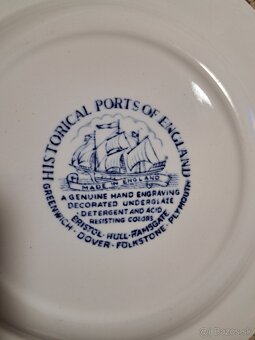 HISTORICAL PORTS OF ENGLAND
MADE IN ENGLAND
A GENUINE HAND ENGRAVING
DECORATED UNDERGLAZE
DETERGENT AND ACID
RESISTING COLORS
BRISTOL · HULL · RAMSGATE
GREENWICH · DOVER · FOLKSTONE · PLYMOUTH